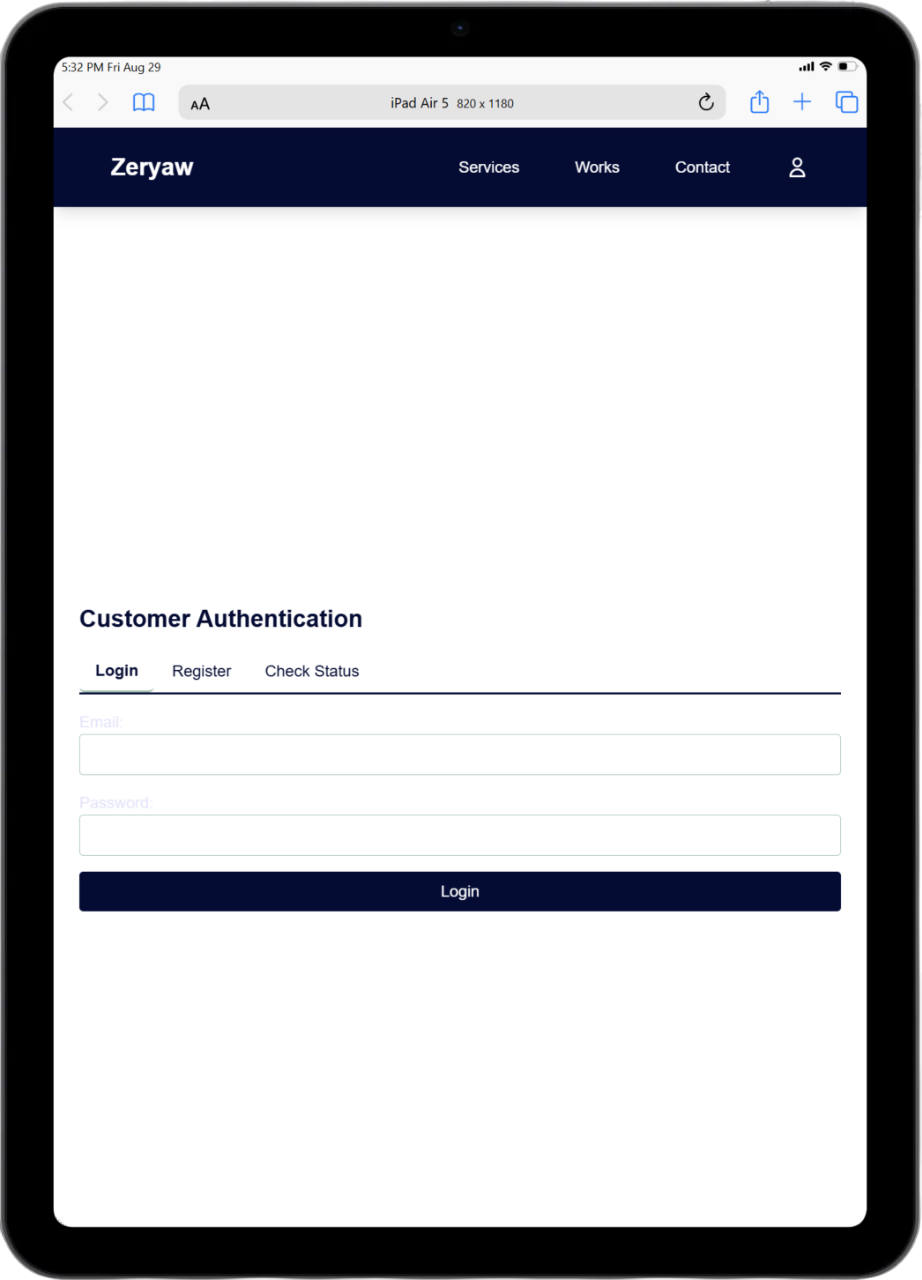 5:32 PM Fri Aug 29
AA iPad Air 5 820 x 1180
Zeryaw Services Works Contact
Customer Authentication
Login Register Check Status
Email:
Password:
Login